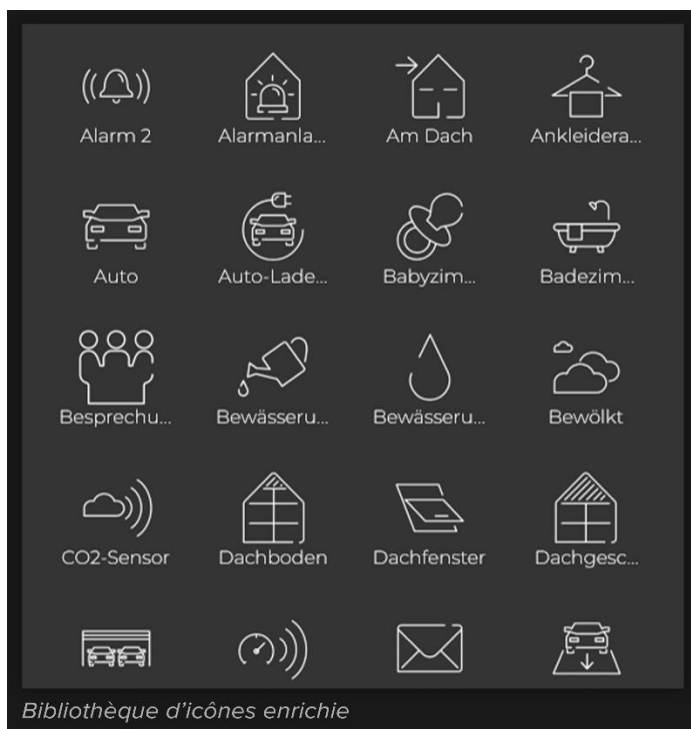 Alarm 2 Alarmanla... Am Dach Ankleidera...
Auto Auto-Lade... Babyzim... Badezim...
Besprechu... Bewässeru... Bewässeru... Bewölkt
CO2-Sensor Dachboden Dachfenster Dachgesc...
Bibliothèque d'icônes enrichie